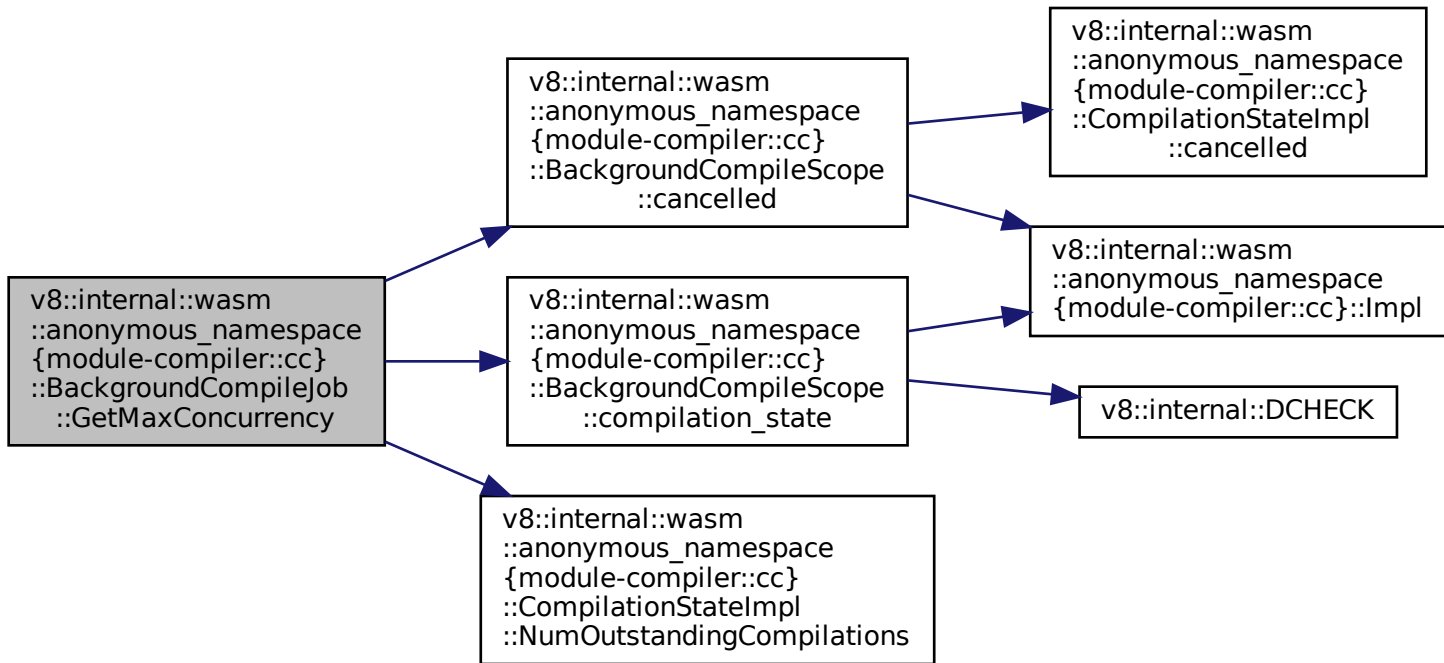 v8::internal::wasm
::anonymous_namespace
{module-compiler::cc}
::BackgroundCompileJob
::GetMaxConcurrency
v8::internal::wasm
::anonymous_namespace
{module-compiler::cc}
::BackgroundCompileScope
::cancelled
v8::internal::wasm
::anonymous_namespace
{module-compiler::cc}
::CompilationStateImpl
::cancelled
v8::internal::wasm
::anonymous_namespace
{module-compiler::cc}::Impl
v8::internal::wasm
::anonymous_namespace
{module-compiler::cc}
::BackgroundCompileScope
::compilation_state
v8::internal::DCHECK
v8::internal::wasm
::anonymous_namespace
{module-compiler::cc}
::CompilationStateImpl
::NumOutstandingCompilations